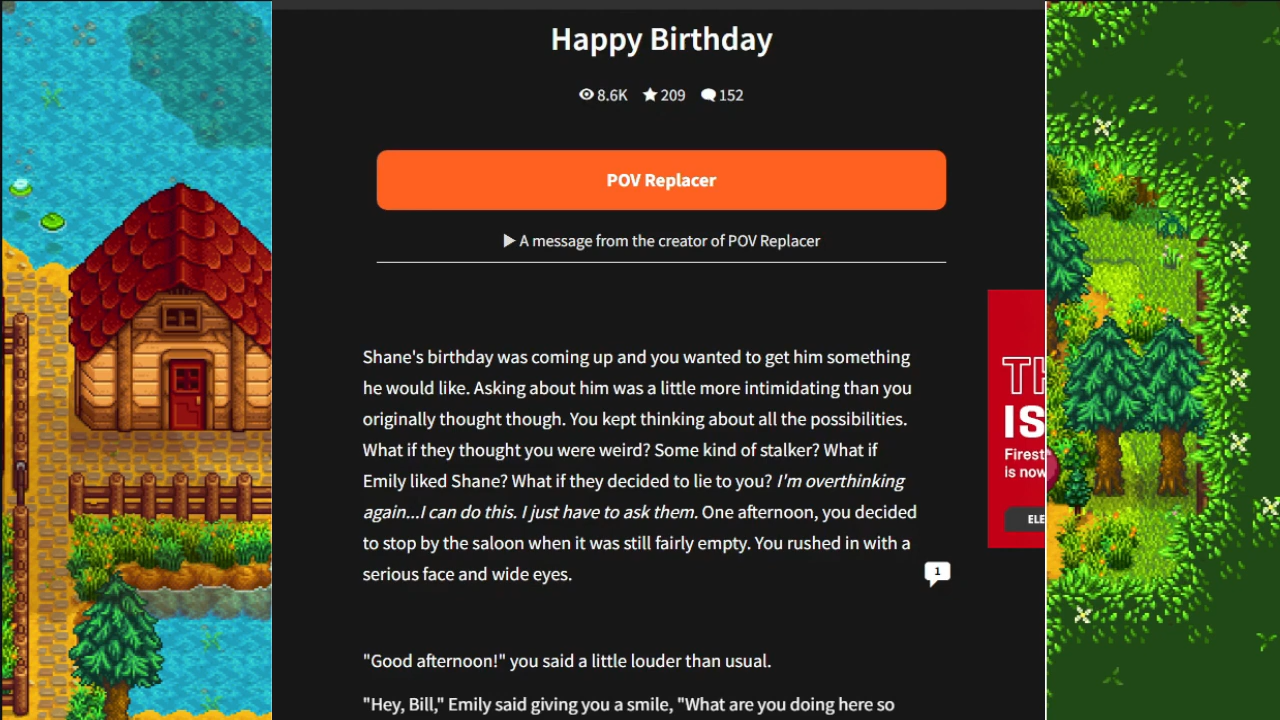 Happy Birthday
8.6K 209 152
POV Replacer
▶ A message from the creator of POV Replacer
Shane's birthday was coming up and you wanted to get him something
he would like. Asking about him was a little more intimidating than you
originally thought though. You kept thinking about all the possibilities.
What if they thought you were weird? Some kind of stalker? What if
Emily liked Shane? What if they decided to lie to you? I'm overthinking
again...I can do this. I just have to ask them. One afternoon, you decided
to stop by the saloon when it was still fairly empty. You rushed in with a
serious face and wide eyes.
1
"Good afternoon!" you said a little louder than usual.
"Hey, Bill," Emily said giving you a smile, "What are you doing here so
IS
is now